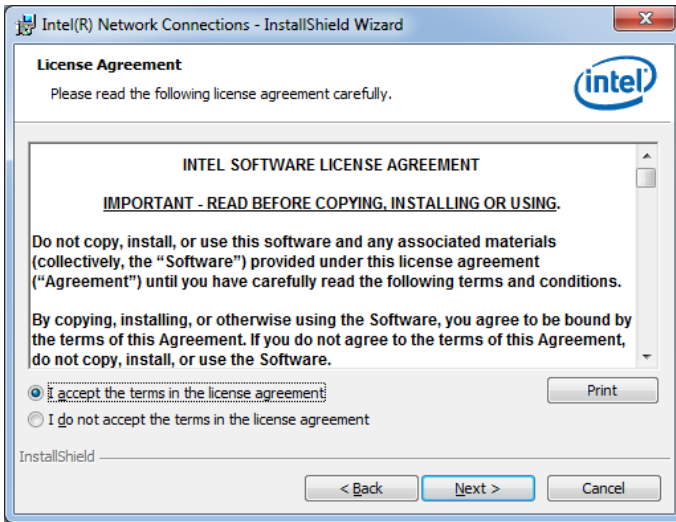 Intel(R) Network Connections - InstallShield Wizard
License Agreement
Please read the following license agreement carefully.
intel
INTEL SOFTWARE LICENSE AGREEMENT
IMPORTANT - READ BEFORE COPYING, INSTALLING OR USING.
Do not copy, install, or use this software and any associated materials
(collectively, the “Software”) provided under this license agreement
(“Agreement”) until you have carefully read the following terms and conditions.
By copying, installing, or otherwise using the Software, you agree to be bound by
the terms of this Agreement. If you do not agree to the terms of this Agreement,
do not copy, install, or use the Software.
I accept the terms in the license agreement
Print
I do not accept the terms in the license agreement
InstallShield
< Back
Next >
Cancel